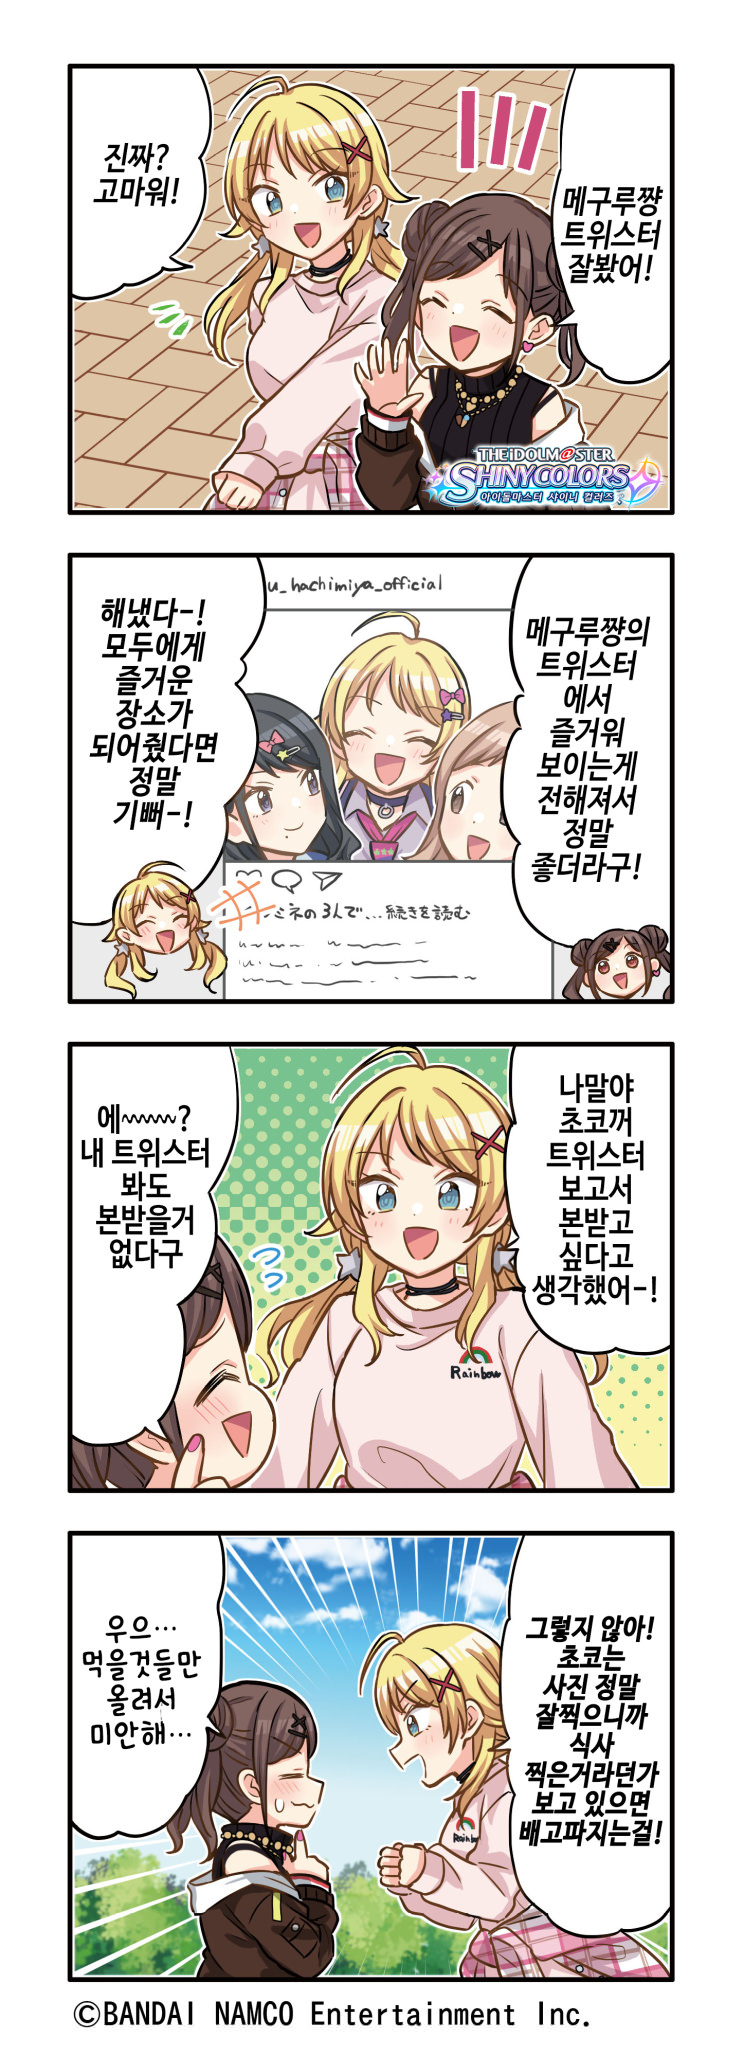 메구루쨩
트위스터
잘봤어!
진짜?
고마워!
THE iDOLM@STER
SHINYCOLORS
아이돌마스터 샤이니 컬러즈
메구루쨩의
트위스터
에서
즐거워
보이는게
전해져서
정말
좋더라구!
u_hachimiya_official
해냈다-!
모두에게
즐거운
장소가
되어줬다면
정말
기뻐-!
ミネの3人で...続きを読む
나말야
초코꺼
트위스터
보고서
본받고
싶다고
생각했어-!
에~~~~~?
내 트위스터
봐도
본받을거
없다구
Rainbow
그렇지 않아!
초코는
사진 정말
잘찍으니까
식사
찍은거라던가
보고 있으면
배고파지는걸!
우으…
먹을것들만
올려서
미안해…
Rainbow
©BANDAI NAMCO Entertainment Inc.